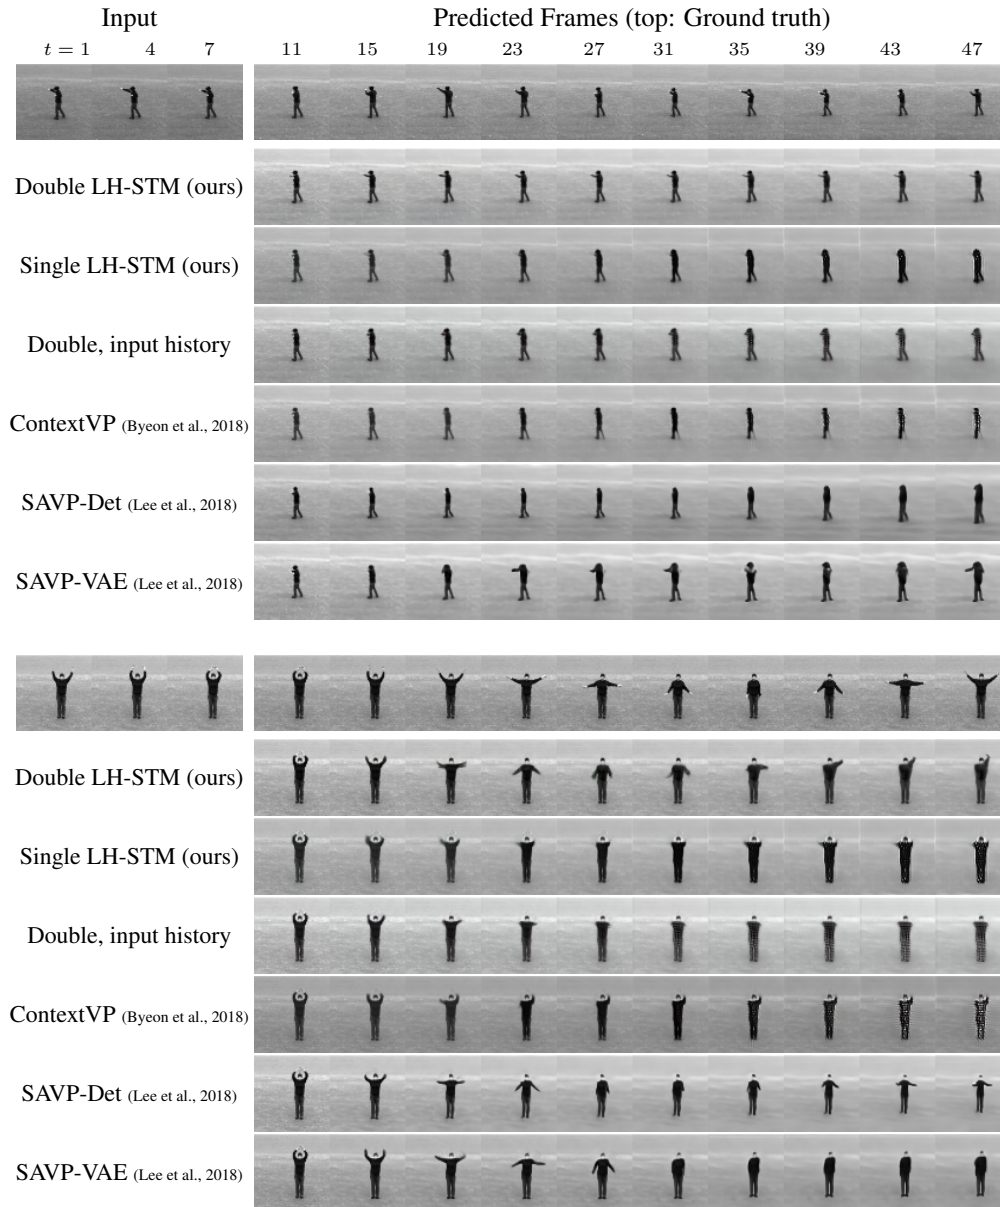 Input Predicted Frames (top: Ground truth)
t = 1 4 7 11 15 19 23 27 31 35 39 43 47
Double LH-STM (ours)
Single LH-STM (ours)
Double, input history
ContextVP (Byeon et al., 2018)
SAVP-Det (Lee et al., 2018)
SAVP-VAE (Lee et al., 2018)
Double LH-STM (ours)
Single LH-STM (ours)
Double, input history
ContextVP (Byeon et al., 2018)
SAVP-Det (Lee et al., 2018)
SAVP-VAE (Lee et al., 2018)